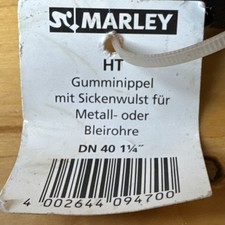 MARLEY
HT
Gumminippel
mit Sickenwulst für
Metall- oder
Bleirohre
DN 40 1¼"
4 002644 094700